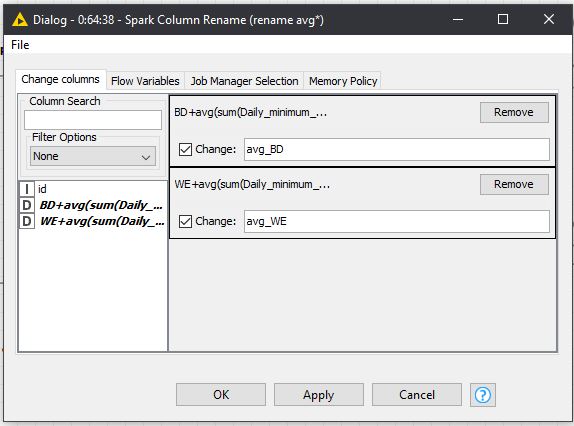 Dialog - 0:64:38 - Spark Column Rename (rename avg*)
File
Change columns Flow Variables Job Manager Selection Memory Policy
Column Search
Filter Options
None
I id
D BD+avg(sum(Daily_...
D WE+avg(sum(Daily_...
BD+avg(sum(Daily_minimum_... Remove
Change: avg_BD
WE+avg(sum(Daily_minimum_... Remove
Change: avg_WE
OK Apply Cancel ?